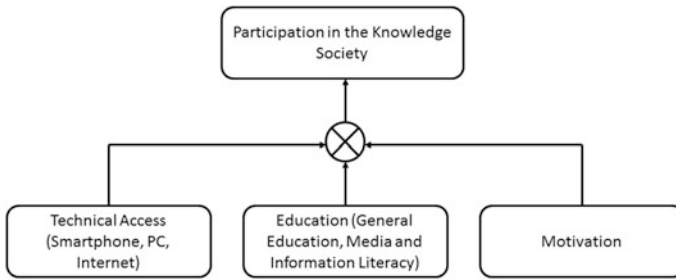 Participation in the Knowledge
Society
Technical Access
(Smartphone, PC,
Internet)
Education (General
Education, Media and
Information Literacy)
Motivation